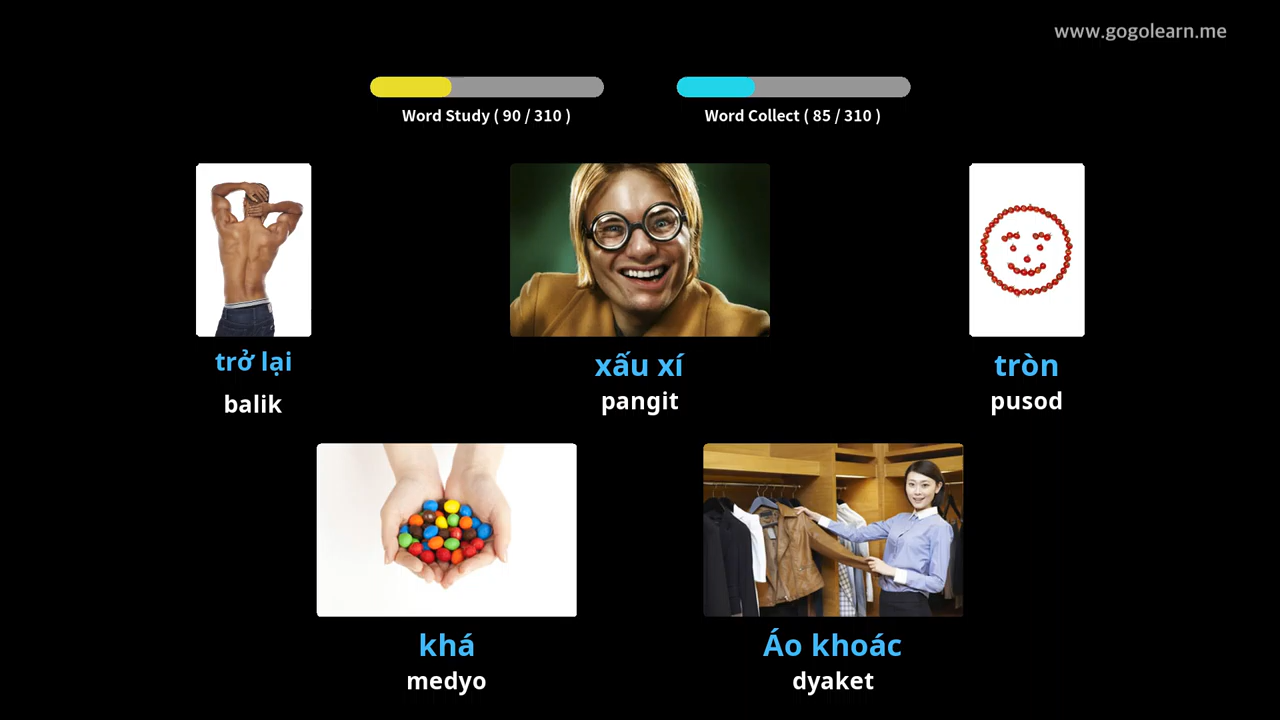 www.gogolearn.me
Word Study ( 90 / 310 )
Word Collect ( 85 / 310 )
trở lại
balik
xấu xí
pangit
tròn
pusod
khá
medyo
Áo khoác
dyaket